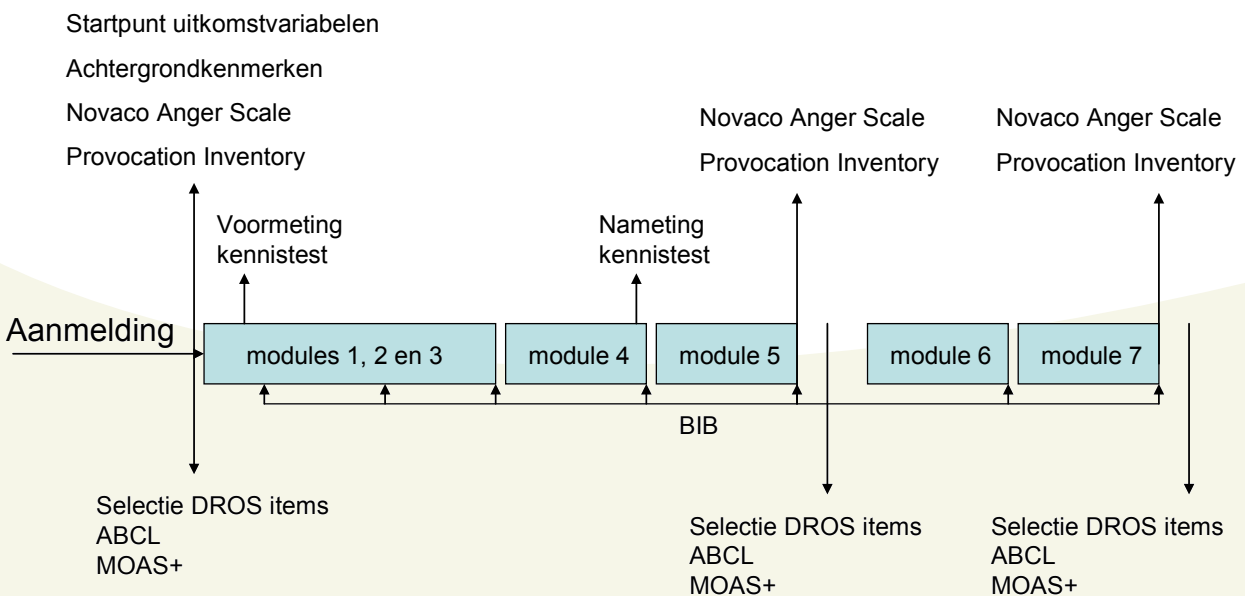 Startpunt uitkomstvariabelen
Achtergrondkenmerken
Novaco Anger Scale
Provocation Inventory
Novaco Anger Scale
Provocation Inventory
Novaco Anger Scale
Provocation Inventory
Voormeting
kennistest
Nameting
kennistest
Aanmelding
modules 1, 2 en 3
module 4
module 5
module 6
module 7
BIB
Selectie DROS items
ABCL
MOAS+
Selectie DROS items
ABCL
MOAS+
Selectie DROS items
ABCL
MOAS+